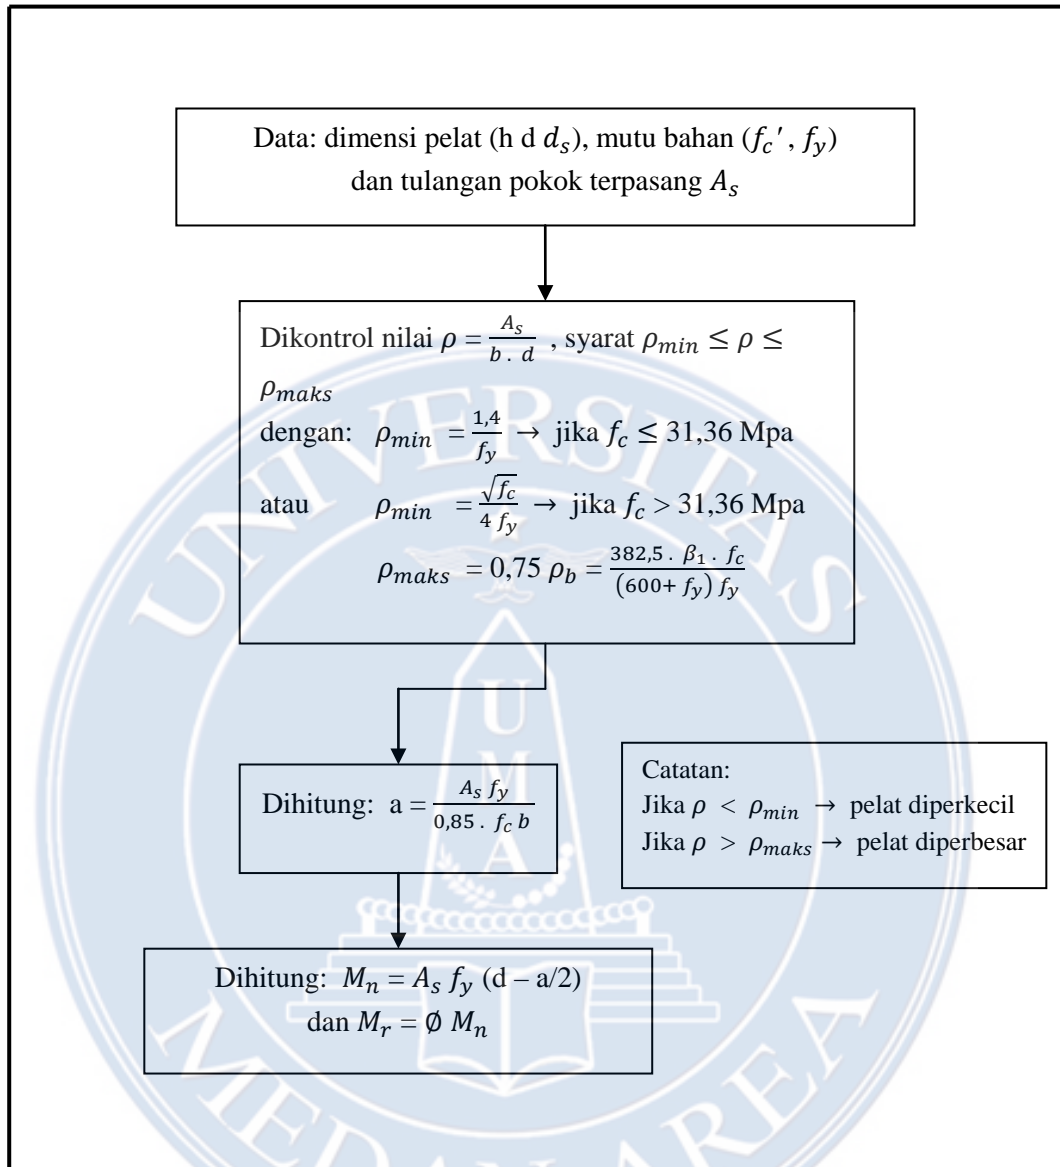 Data: dimensi pelat (h d d_s), mutu bahan (f_c', f_y)
dan tulangan pokok terpasang A_s
Dikontrol nilai ρ = A_s / (b . d) , syarat ρ_min ≤ ρ ≤
ρ_maks
dengan: ρ_min = 1,4 / f_y → jika f_c ≤ 31,36 Mpa
atau ρ_min = √f_c / (4 f_y) → jika f_c > 31,36 Mpa
ρ_maks = 0,75 ρ_b = 382,5 . β_1 . f_c / ((600+ f_y) f_y)
Dihitung: a = A_s f_y / (0,85 . f_c b)
Catatan:
Jika ρ < ρ_min → pelat diperkecil
Jika ρ > ρ_maks → pelat diperbesar
Dihitung: M_n = A_s f_y (d – a/2)
dan M_r = ∅ M_n
UNIVERSITAS
U
M
A
MEDAN AREA